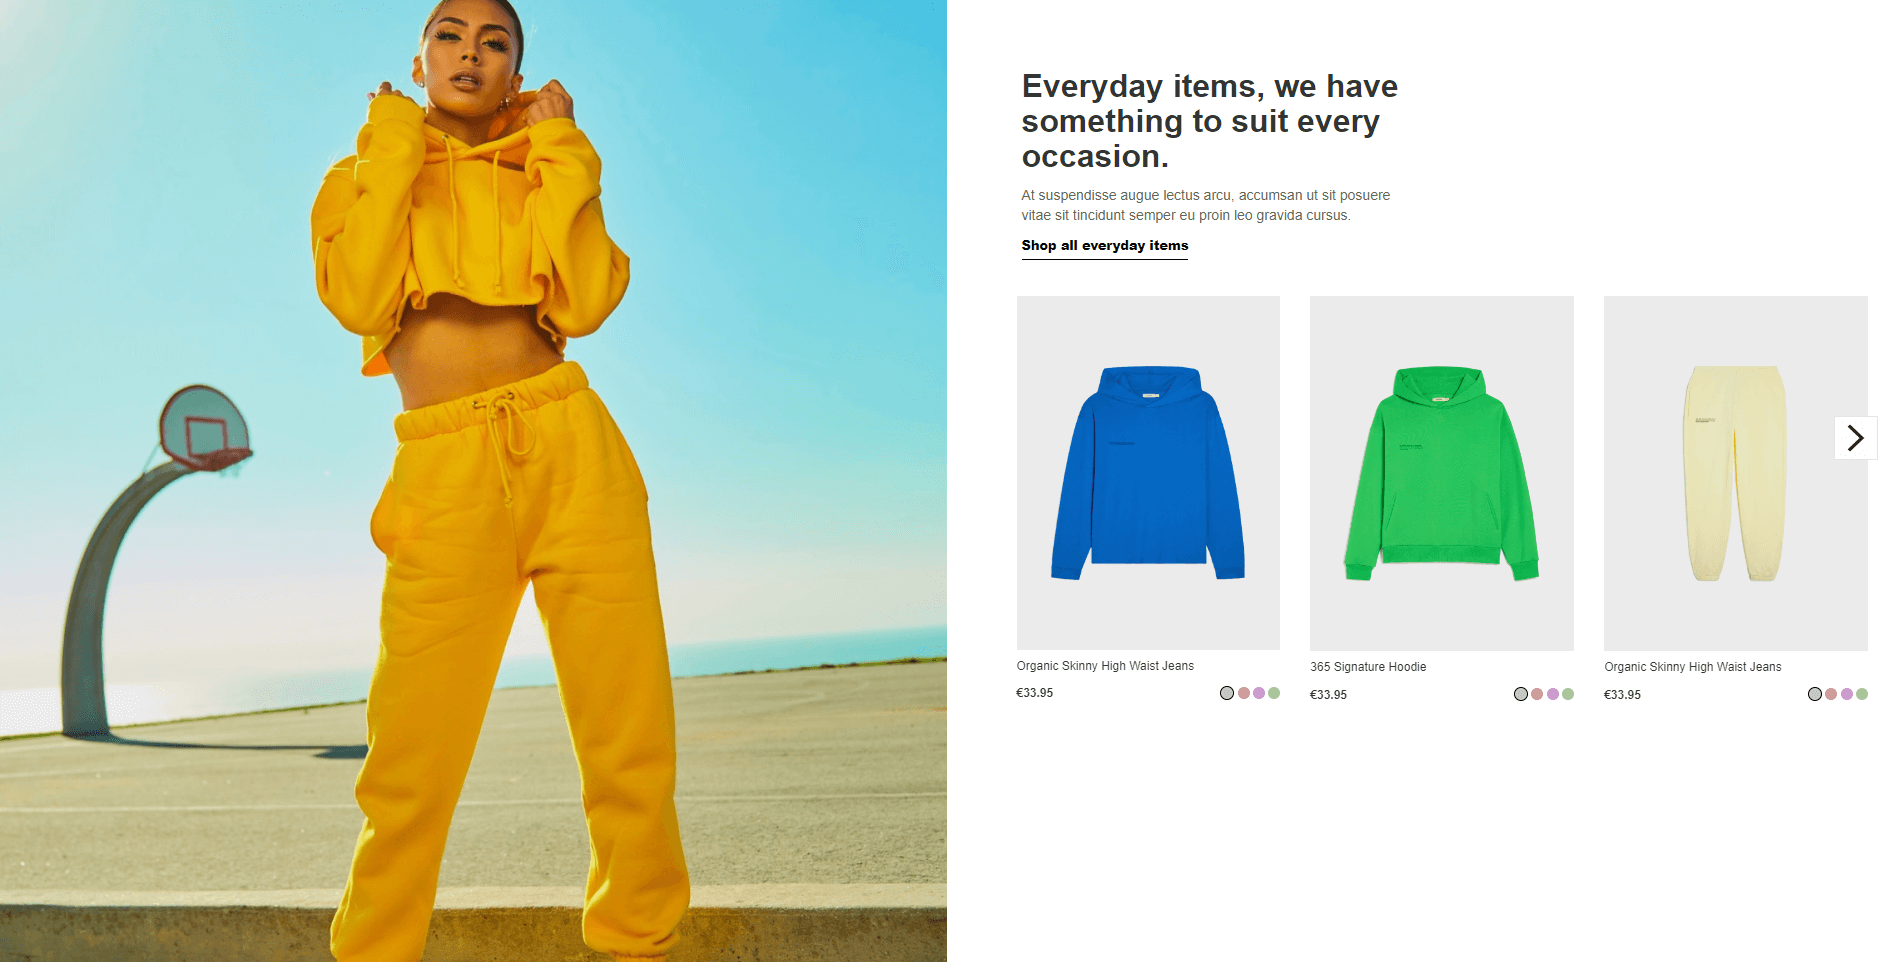 Everyday items, we have
something to suit every
occasion.
At suspendisse augue lectus arcu, accumsan ut sit posuere
vitae sit tincidunt semper eu proin leo gravida cursus.
Shop all everyday items
Organic Skinny High Waist Jeans
€33.95
365 Signature Hoodie
€33.95
Organic Skinny High Waist Jeans
€33.95